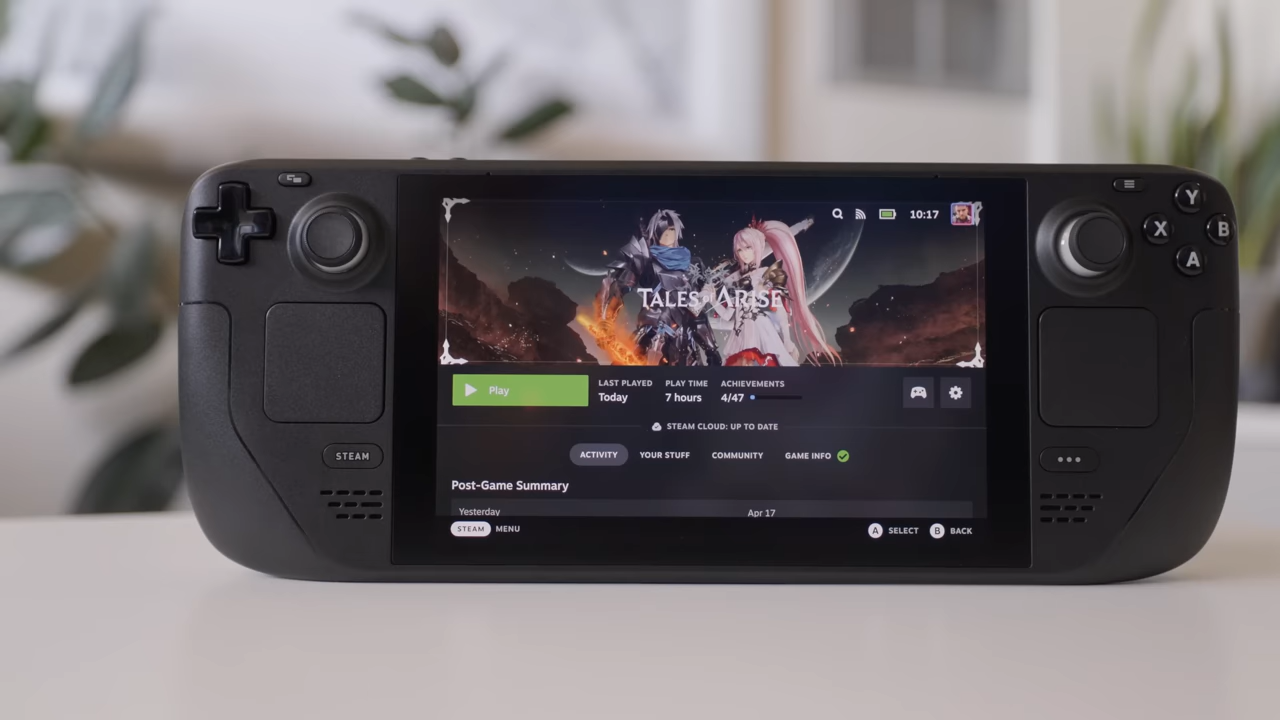 10:17
TALES of ARISE
Play
LAST PLAYED
Today
PLAY TIME
7 hours
ACHIEVEMENTS
4/47
STEAM CLOUD: UP TO DATE
ACTIVITY
YOUR STUFF
COMMUNITY
GAME INFO
Post-Game Summary
Yesterday
Apr 17
STEAM
MENU
A SELECT
B BACK
STEAM
Y
X
B
A